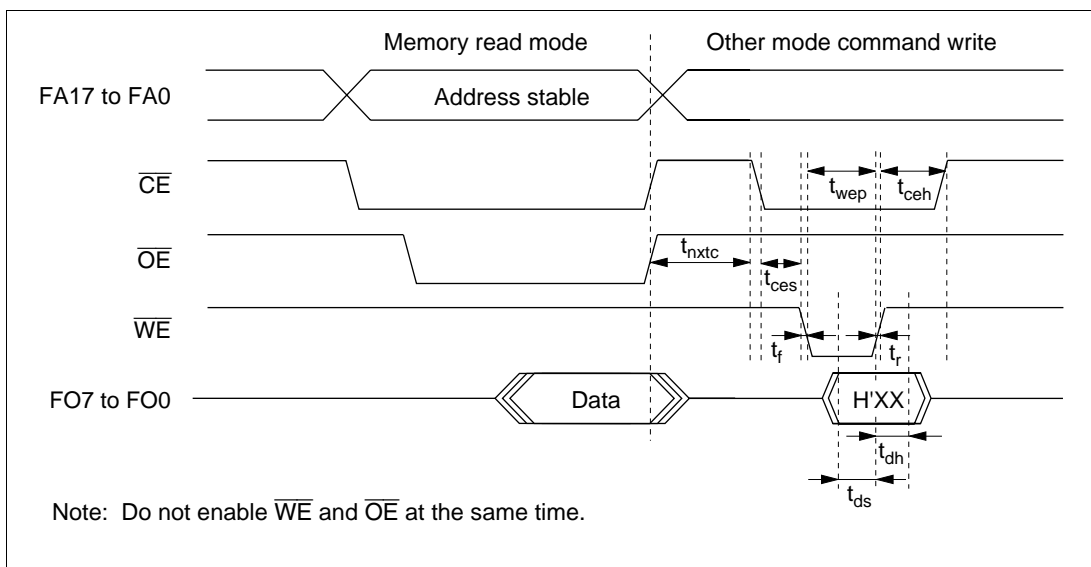 Memory read mode Other mode command write
FA17 to FA0 Address stable
CE
t_wep t_ceh
OE
t_nxtc
t_ces
WE
t_f t_r
FO7 to FO0 Data H'XX
t_dh
t_ds
Note: Do not enable WE and OE at the same time.